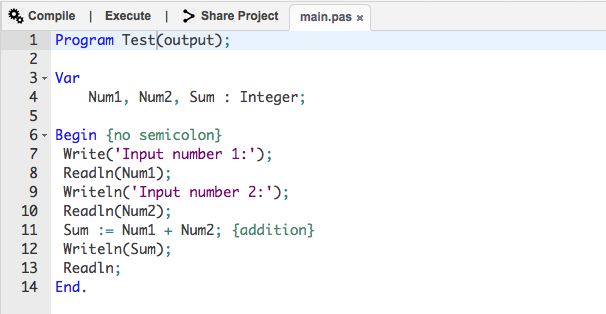 Compile | Execute | Share Project main.pas x
1 Program Test(output);
2
3 Var
4 Num1, Num2, Sum : Integer;
5
6 Begin {no semicolon}
7 Write('Input number 1:');
8 Readln(Num1);
9 Writeln('Input number 2:');
10 Readln(Num2);
11 Sum := Num1 + Num2; {addition}
12 Writeln(Sum);
13 Readln;
14 End.